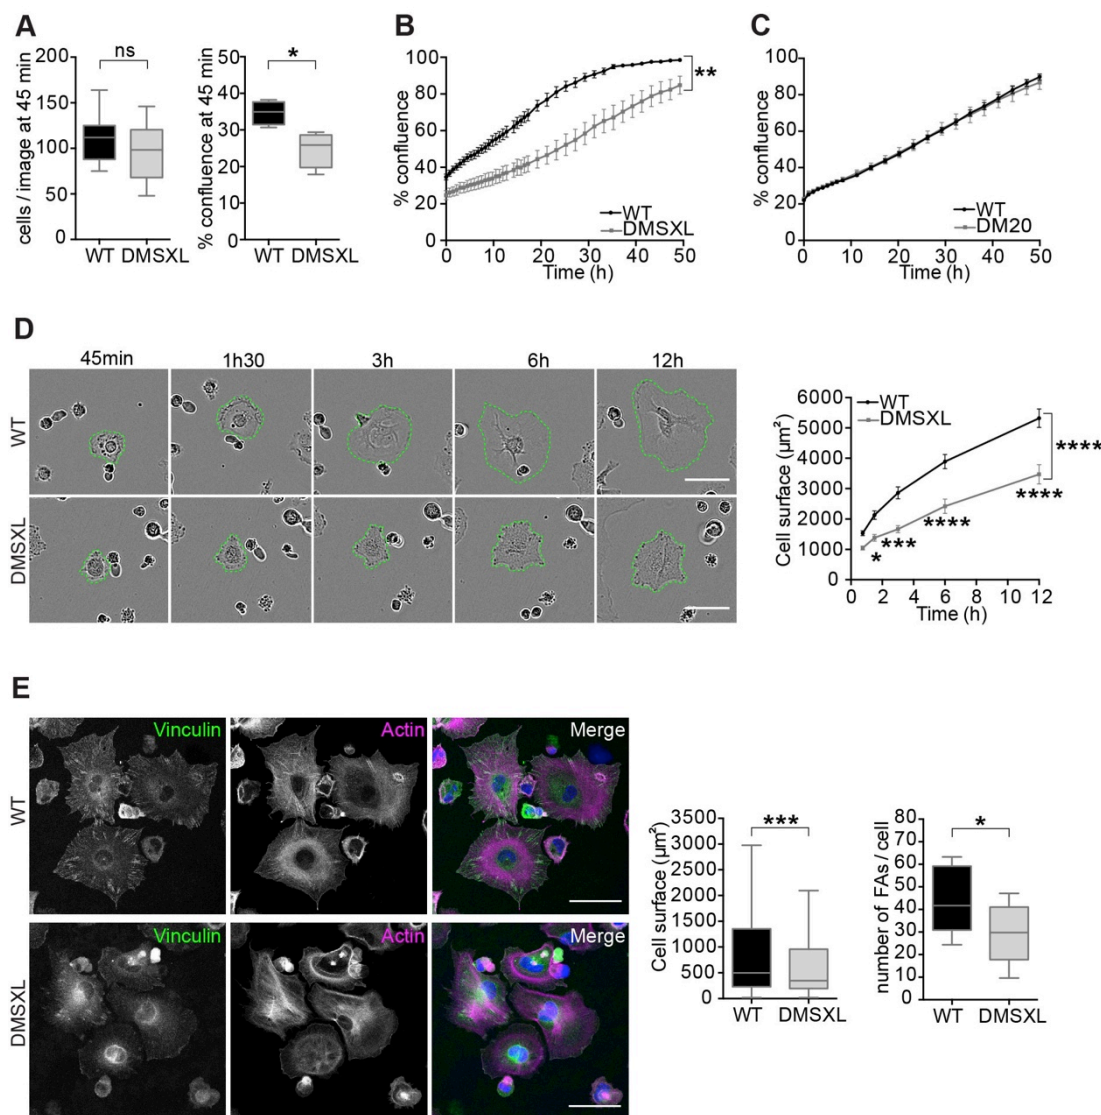 A
cells / image at 45 min
200
150
100
50
0
ns
WT DMSXL
% confluence at 45 min
50
40
30
20
10
0
*
WT DMSXL
B
% confluence
100
80
60
40
20
0
**
WT
DMSXL
0 10 20 30 40 50
Time (h)
C
% confluence
100
80
60
40
20
0
WT
DM20
0 10 20 30 40 50
Time (h)
D
45min 1h30 3h 6h 12h
WT
DMSXL
Cell surface (µm²)
6000
5000
4000
3000
2000
1000
0
WT
DMSXL
****
* *** **** ****
0 2 4 6 8 10 12
Time (h)
E
WT
Vinculin Actin Merge
DMSXL
Vinculin Actin Merge
Cell surface (µm²)
3500
3000
2500
2000
1500
1000
500
0
***
WT DMSXL
number of FAs / cell
80
70
60
50
40
30
20
10
0
*
WT DMSXL